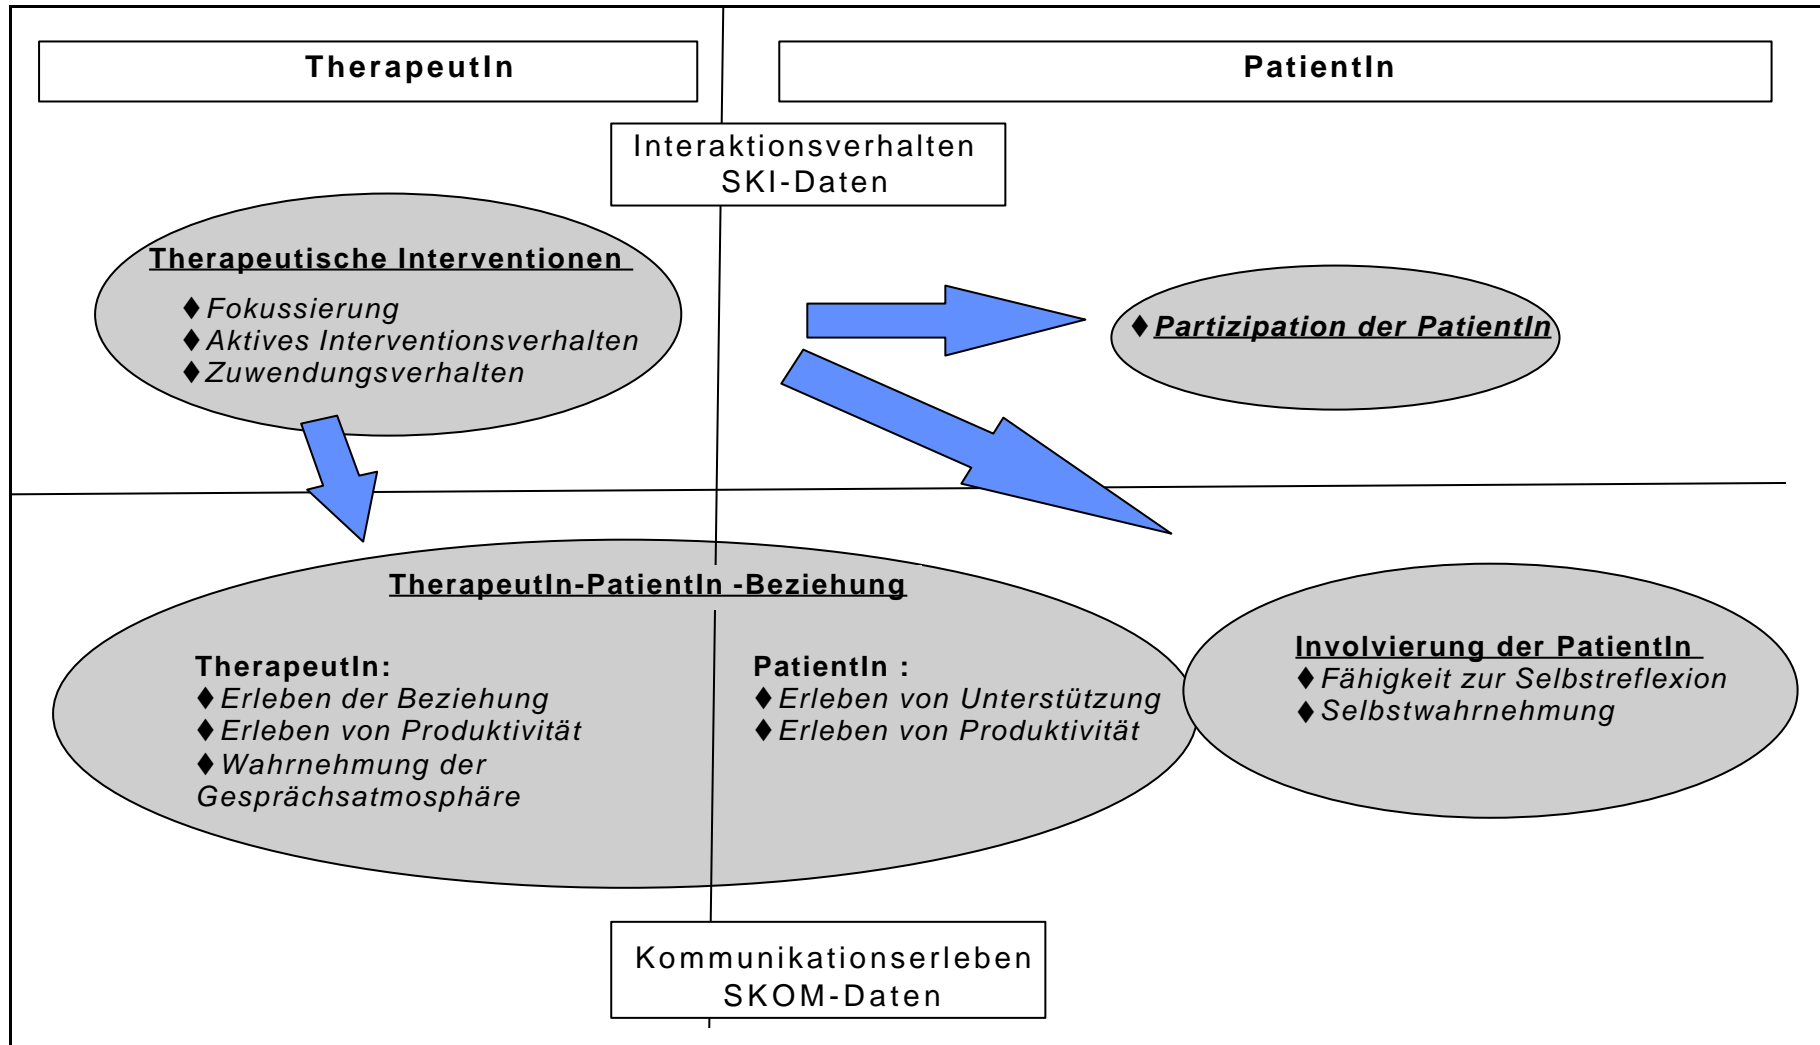 TherapeutIn
PatientIn
Interaktionsverhalten
SKI-Daten
Therapeutische Interventionen
♦Fokussierung
♦Aktives Interventionsverhalten
♦Zuwendungsverhalten
♦Partizipation der PatientIn
TherapeutIn-PatientIn -Beziehung
TherapeutIn:
♦Erleben der Beziehung
♦Erleben von Produktivität
♦Wahrnehmung der
Gesprächsatmosphäre
PatientIn :
♦Erleben von Unterstützung
♦Erleben von Produktivität
Involvierung der PatientIn
♦Fähigkeit zur Selbstreflexion
♦Selbstwahrnehmung
Kommunikationserleben
SKOM-Daten